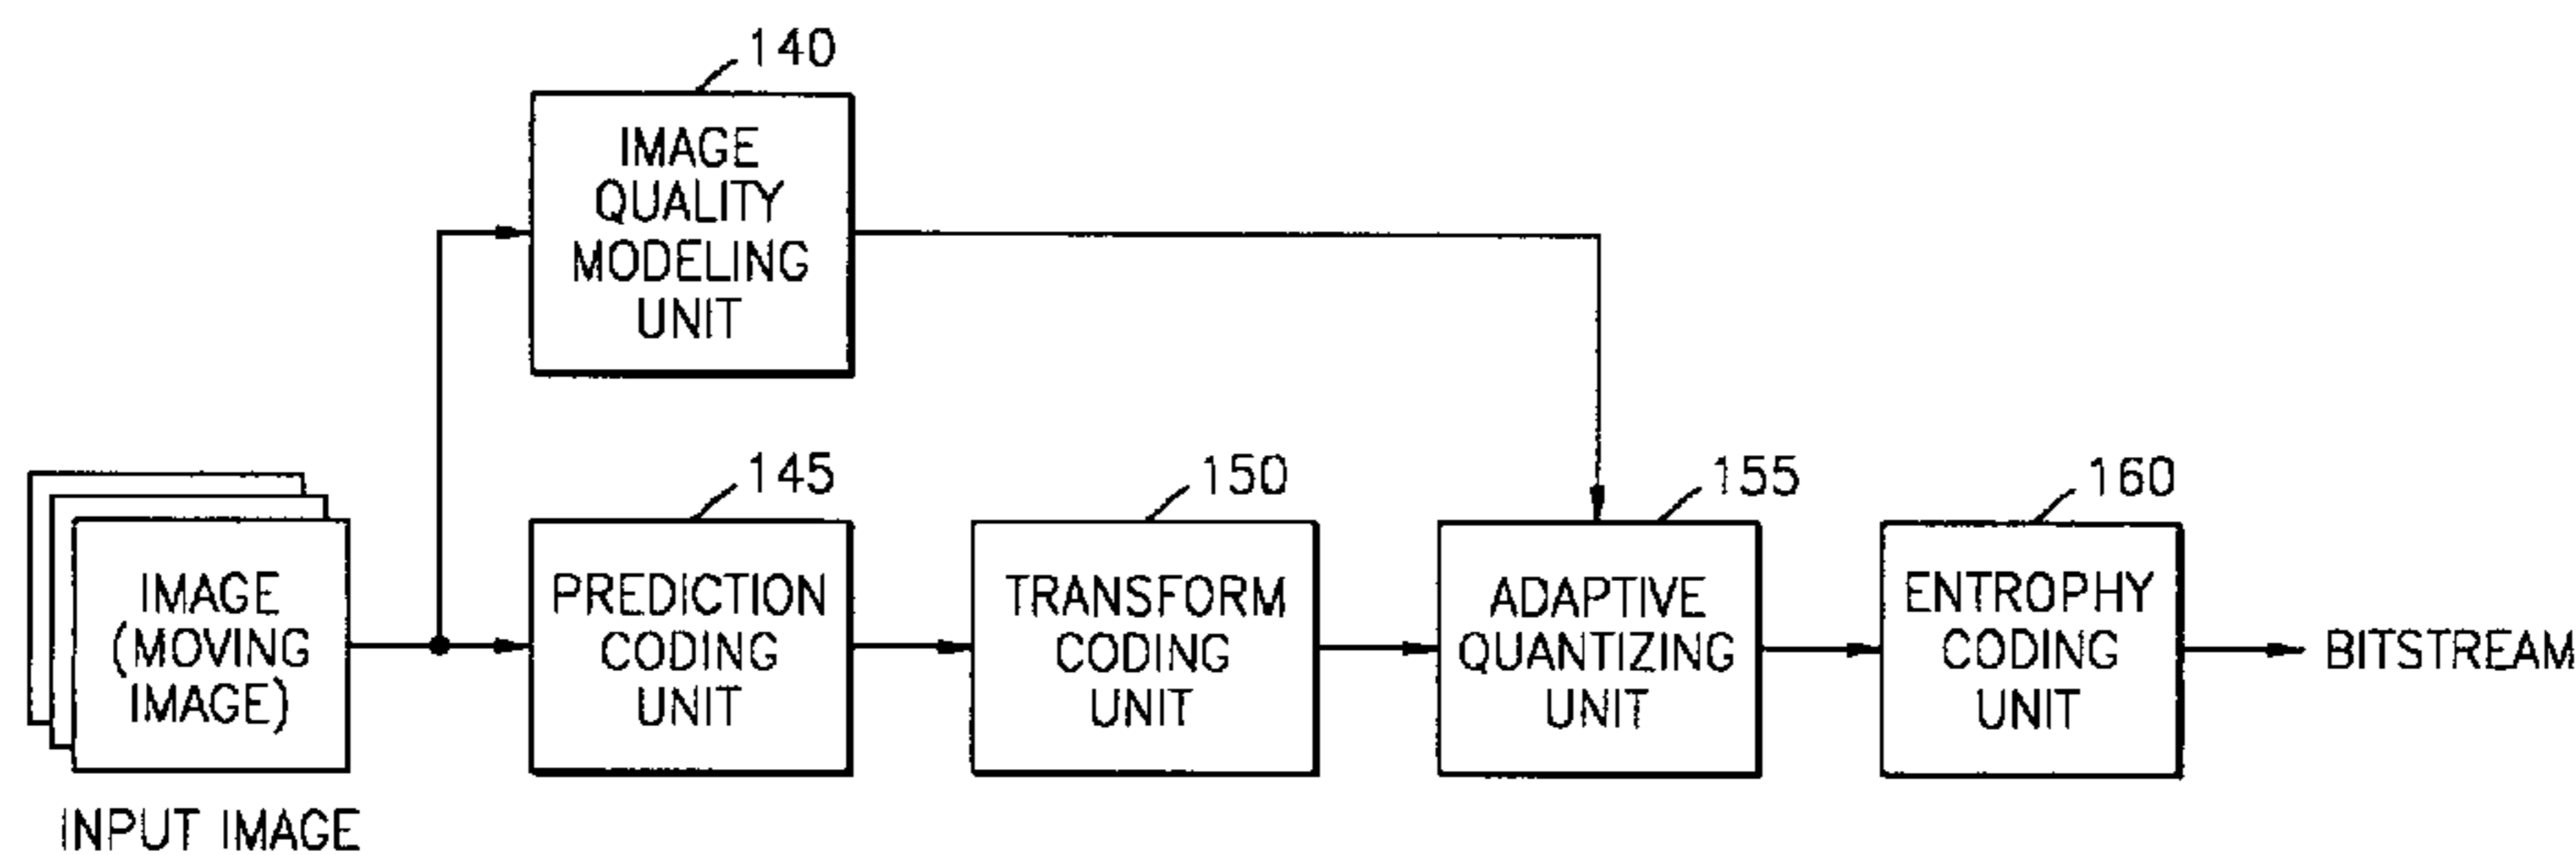 140
IMAGE
QUALITY
MODELING
UNIT
145
150
155
160
IMAGE
(MOVING
IMAGE)
PREDICTION
CODING
UNIT
TRANSFORM
CODING
UNIT
ADAPTIVE
QUANTIZING
UNIT
ENTROPHY
CODING
UNIT
BITSTREAM
INPUT IMAGE